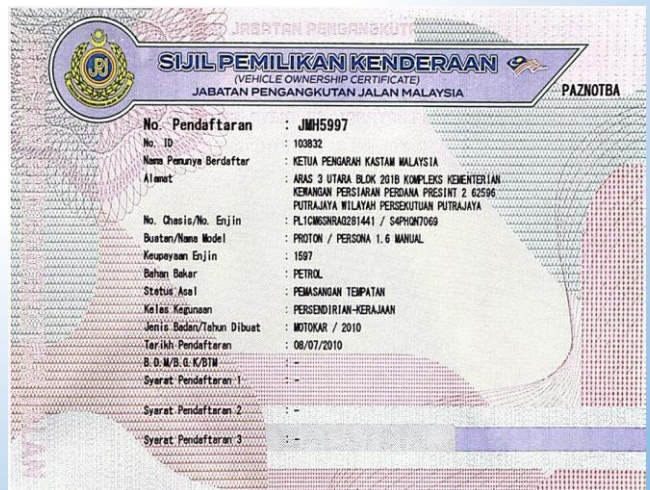 JABATAN PENGANGKUT
SIJIL PEMILIKAN KENDERAAN
(VEHICLE OWNERSHIP CERTIFICATE)
JABATAN PENGANGKUTAN JALAN MALAYSIA
PAZNOTBA
No. Pendaftaran : JMH5997
No. ID : 103832
Nama Penunya Berdaftar : KETUA PENGARAH KASTAM MALAYSIA
Alamat : ARAS 3 UTARA BLOK 2G1B KOMPLEKS KEMENTERIAN
KEWANGAN PERSIARAN PERDANA PRESINT 2 62596
PUTRAJAYA WILAYAH PERSEKUTUAN PUTRAJAYA
No. Chasis/No. Enjin : PL1CM6SNRAG281441 / S4PHQN7069
Buatan/Nama Model : PROTON / PERSONA 1.6 MANUAL
Keupayaan Enjin : 1597
Bahan Bakar : PETROL
Status Asal : PEMASANGAN TEMPATAN
Kelas Kegunaan : PERSENDIRIAN-KERAJAAN
Jenis Badan/Tahun Dibuat : MOTOKAR / 2010
Tarikh Pendaftaran : 08/07/2010
B.D.M/B.G.K/BTM : -
Syarat Pendaftaran 1 : -
Syarat Pendaftaran 2 : -
Syarat Pendaftaran 3 : -